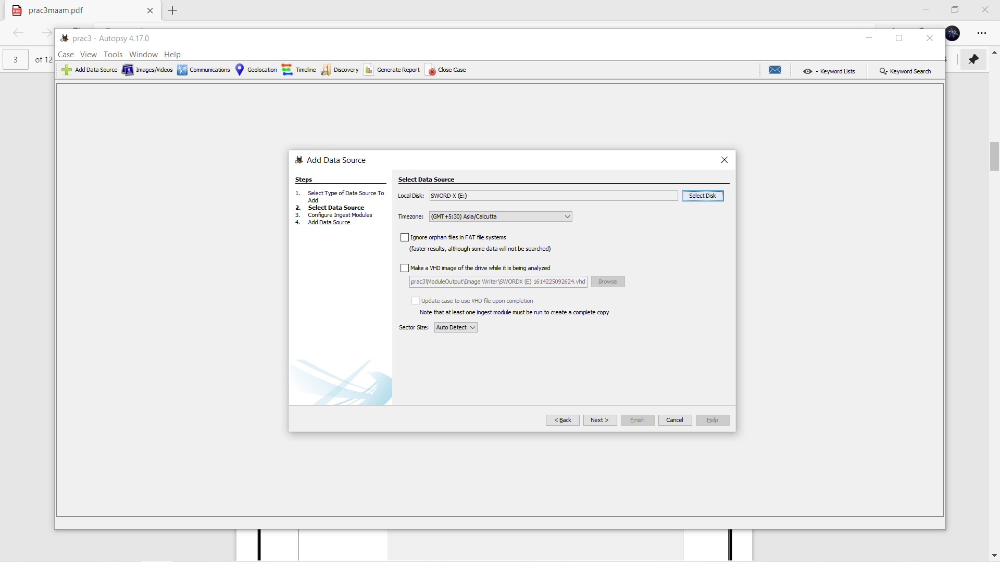 prac3maam.pdf
3 of 12
prac3 - Autopsy 4.17.0
Case View Tools Window Help
Add Data Source Images/Videos Communications Geolocation Timeline Discovery Generate Report Close Case Keyword Lists Keyword Search
Add Data Source
Steps
1. Select Type of Data Source To
Add
2. Select Data Source
3. Configure Ingest Modules
4. Add Data Source
Select Data Source
Local Disk: SWORD-X (E:) Select Disk
Timezone: (GMT+5:30) Asia/Calcutta
Ignore orphan files in FAT file systems
(faster results, although some data will not be searched)
Make a VHD image of the drive while it is being analyzed
prac3\ModuleOutput\Image Writer\SWORDX (E) 1614225092624.vhd Browse
Update case to use VHD file upon completion
Note that at least one ingest module must be run to create a complete copy
Sector Size: Auto Detect
< Back Next > Finish Cancel Help